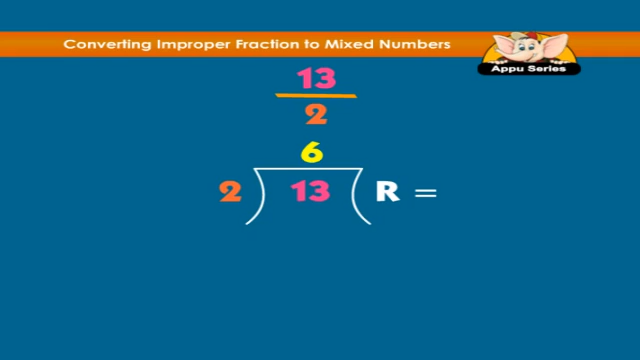 Converting Improper Fraction to Mixed Numbers
Appu Series
13
2
6
2 ) 13 ( R =